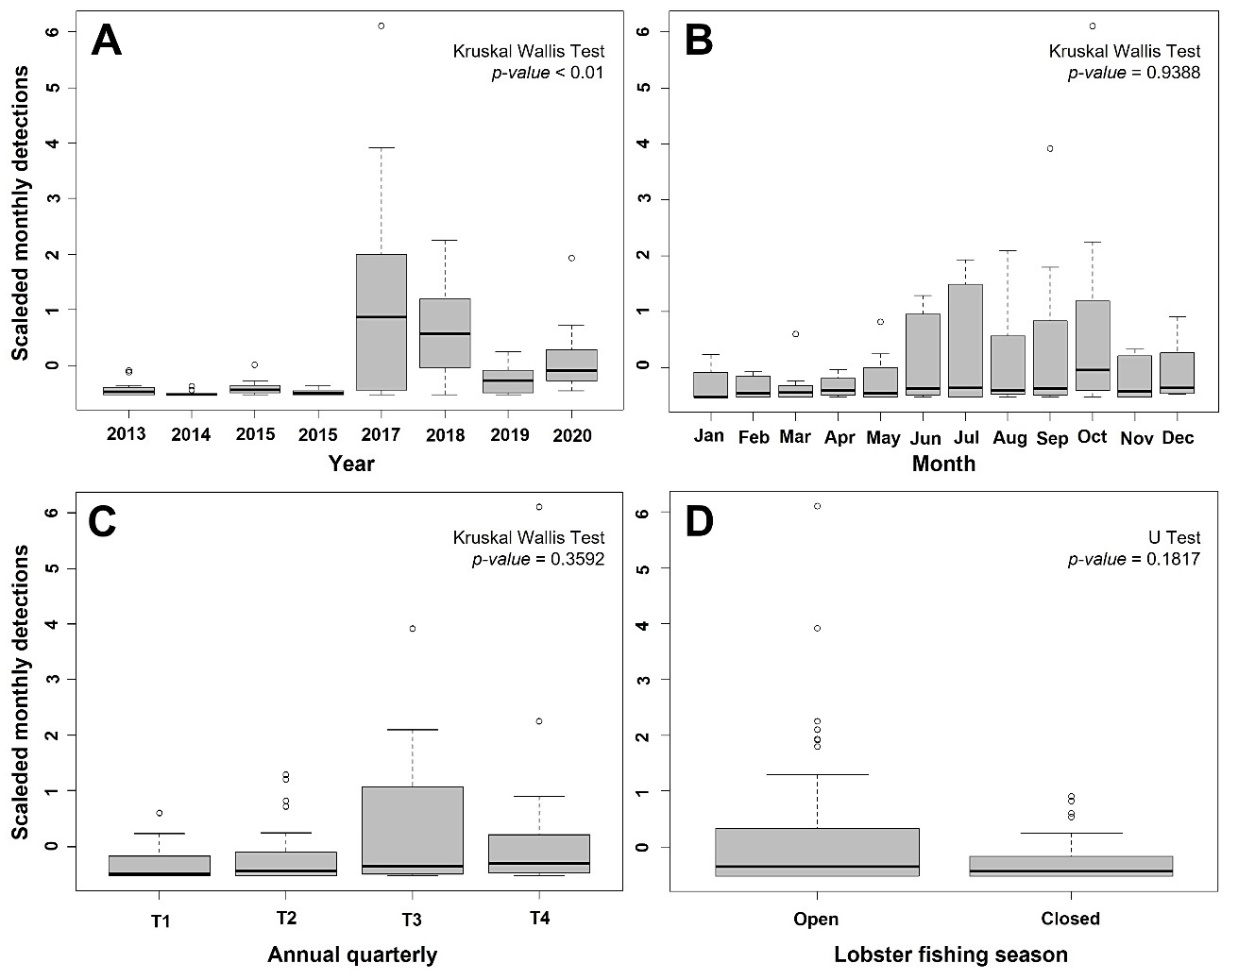 A
Kruskal Wallis Test
p-value < 0.01
Scaleded monthly detections
6
5
4
3
2
1
0
2013 2014 2015 2015 2017 2018 2019 2020
Year
B
Kruskal Wallis Test
p-value = 0.9388
6
5
4
3
2
1
0
Jan Feb Mar Apr May Jun Jul Aug Sep Oct Nov Dec
Month
C
Kruskal Wallis Test
p-value = 0.3592
Scaleded monthly detections
6
5
4
3
2
1
0
T1 T2 T3 T4
Annual quarterly
D
U Test
p-value = 0.1817
6
5
4
3
2
1
0
Open Closed
Lobster fishing season